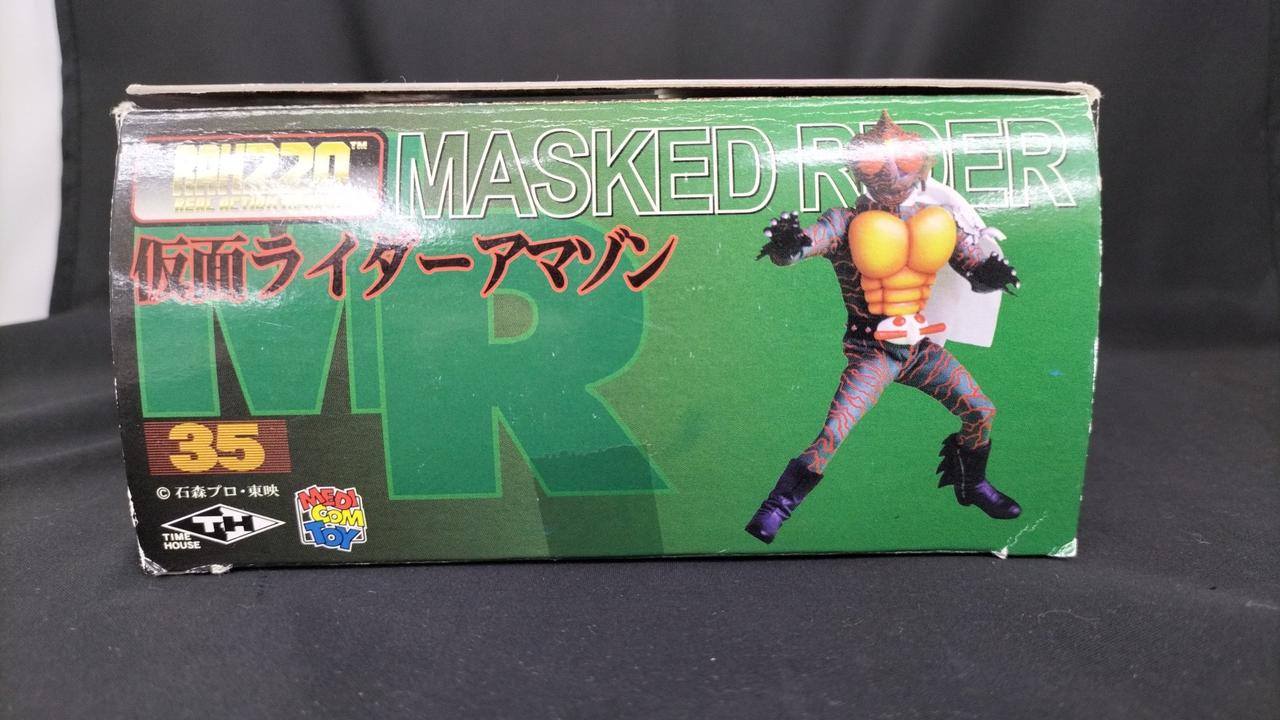 RAH220™
REAL ACTION HEROES
MASKED RIDER
仮面ライダーアマゾン
MR
35
© 石森プロ・東映
TH
TIME
HOUSE
MEDI
COM
TOY